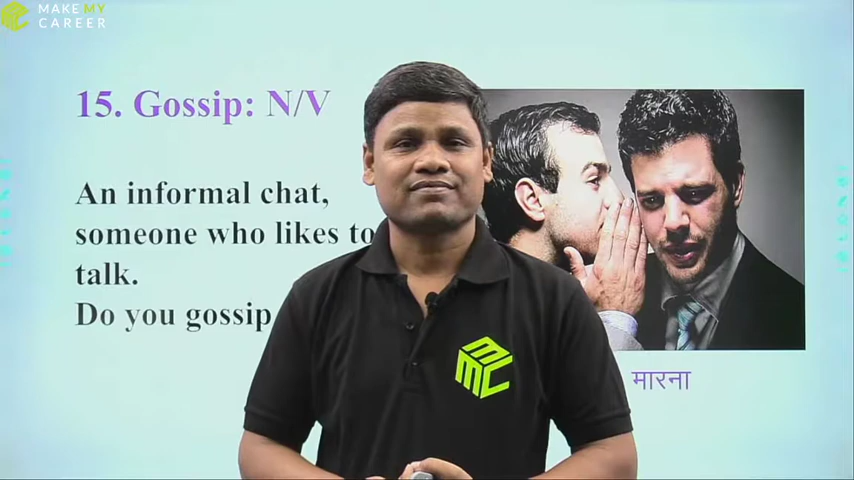 MAKE MY
CAREER
15. Gossip: N/V
An informal chat,
someone who likes to
talk.
Do you gossip
मारना